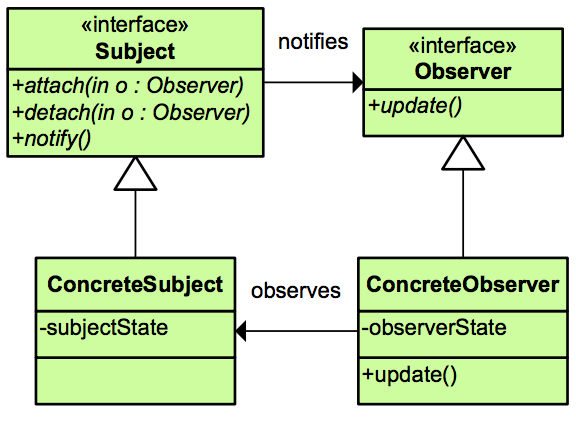 «interface»
Subject
+attach(in o : Observer)
+detach(in o : Observer)
+notify()
notifies
«interface»
Observer
+update()
ConcreteSubject
-subjectState
observes
ConcreteObserver
-observerState
+update()